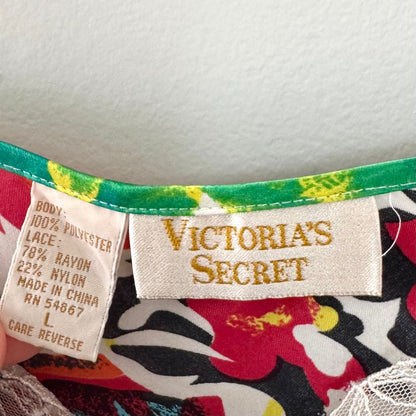 BODY:
100% POLYESTER
LACE:
78% RAYON
22% NYLON
MADE IN CHINA
RN 54867
L
CARE REVERSE
VICTORIA'S
SECRET